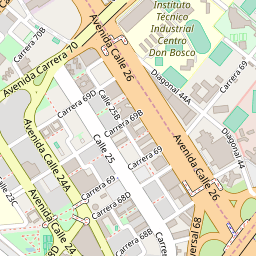 Carrera 70B
Avenida Carrera 70
Avenida Calle 26
Instituto
Técnico
Industrial
Centro
Don Bosco
Diagonal 44A
Carrera 69
Carrera 69D
Calle 25B
Carrera 69B
Calle 25
Avenida Calle 24A
Carrera 69
Carrera 69
Avenida Calle 26
Carrera 68D
Calle 23C
Avenida Calle 24
Carrera 68B
versal 68